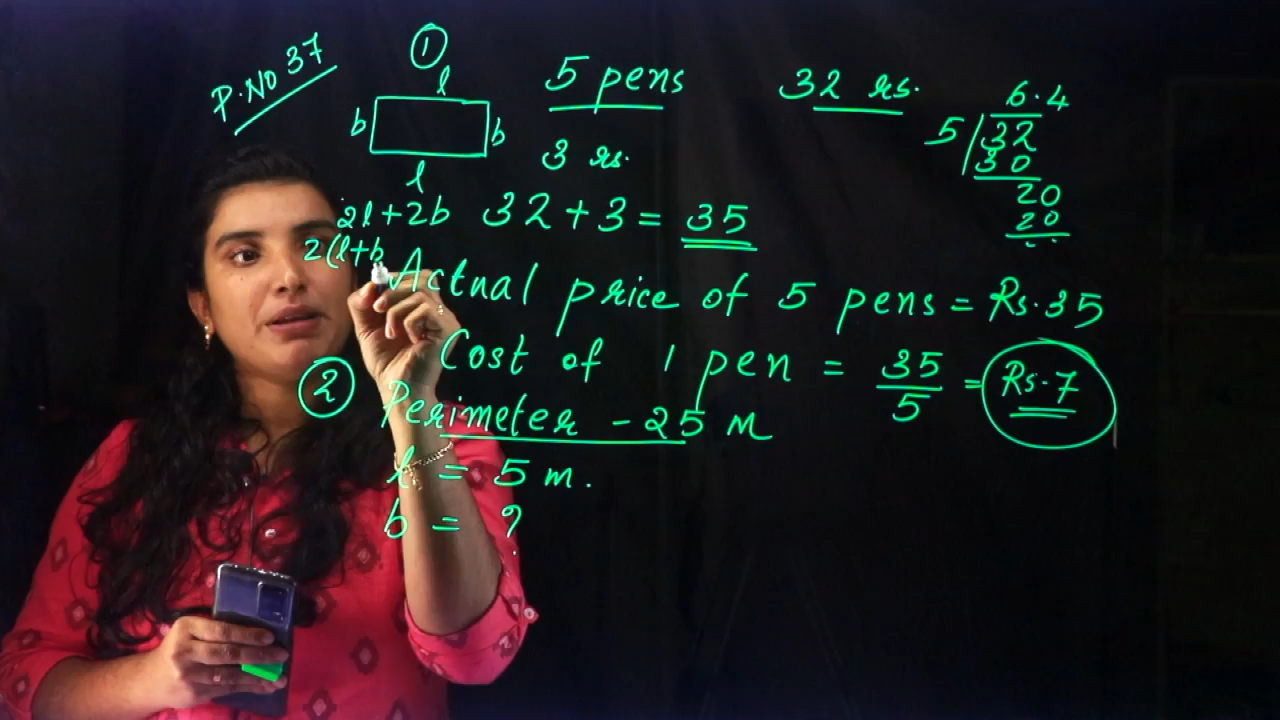 P.No 37
1
l
b b
l
2l+2b
2(l+b
5 pens 32 rs.
3 rs.
32+3 = 35
6.4
5 32
30
20
20
Actual price of 5 pens = Rs.35
Cost of 1 pen = 35/5 = Rs.7
2 Perimeter - 25 m
l = 5 m.
b = ?